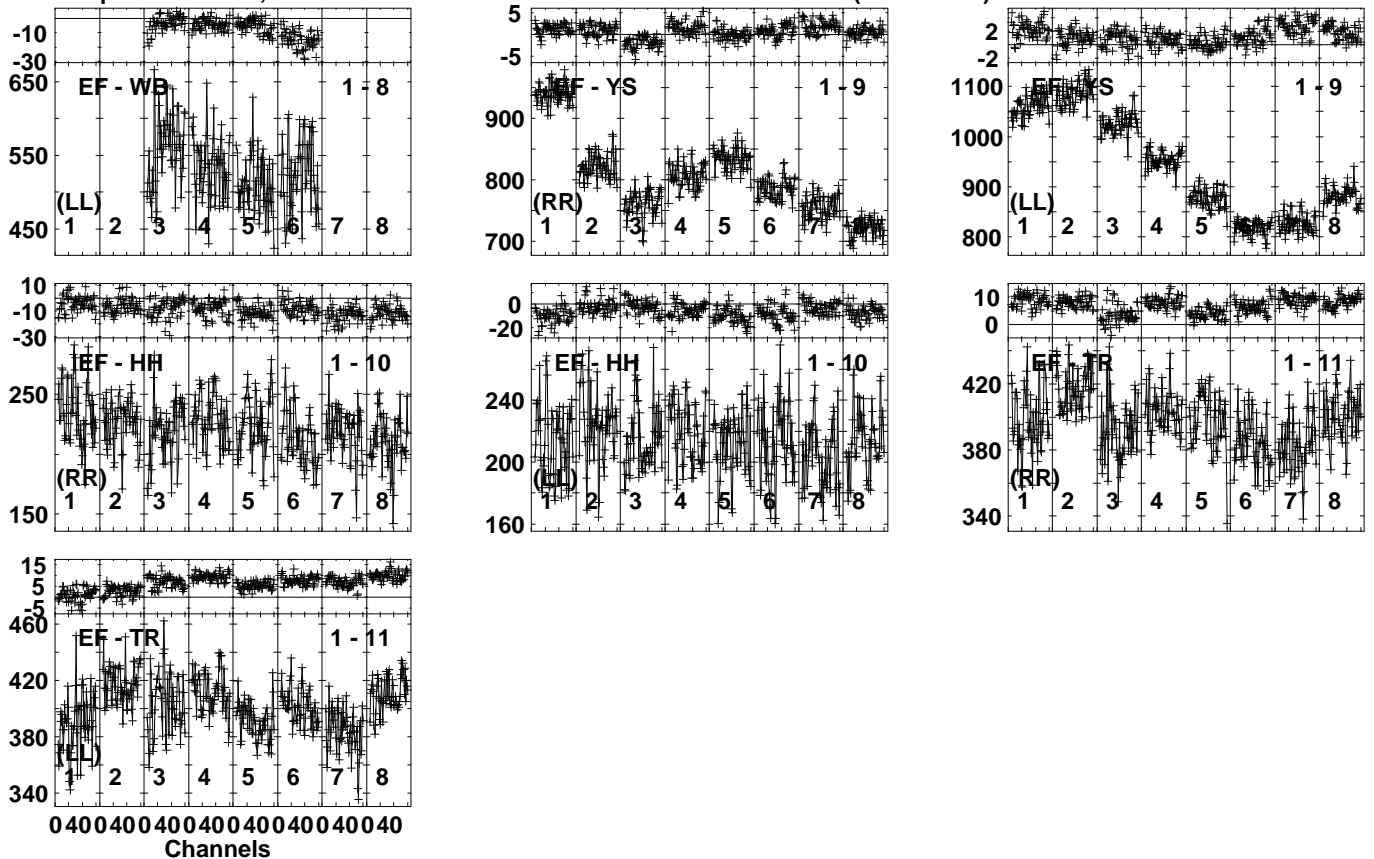 -10
-30
650
550
450
EF - WB 1 - 8
(LL)
1 2 3 4 5 6 7 8
5
-5
900
800
700
EF - YS 1 - 9
(RR)
1 2 3 4 5 6 7 8
2
-2
1100
1000
900
800
EF - YS 1 - 9
(LL)
1 2 3 4 5 6 7 8
10
-10
-30
250
150
EF - HH 1 - 10
(RR)
1 2 3 4 5 6 7 8
0
-20
240
200
160
EF - HH 1 - 10
(LL)
1 2 3 4 5 6 7 8
10
0
420
380
340
EF - TR 1 - 11
(RR)
1 2 3 4 5 6 7 8
15
5
-5
460
420
380
340
EF - TR 1 - 11
(LL)
1 2 3 4 5 6 7 8
0 40 0 40 0 40 0 40 0 40 0 40 0 40 0 40
Channels